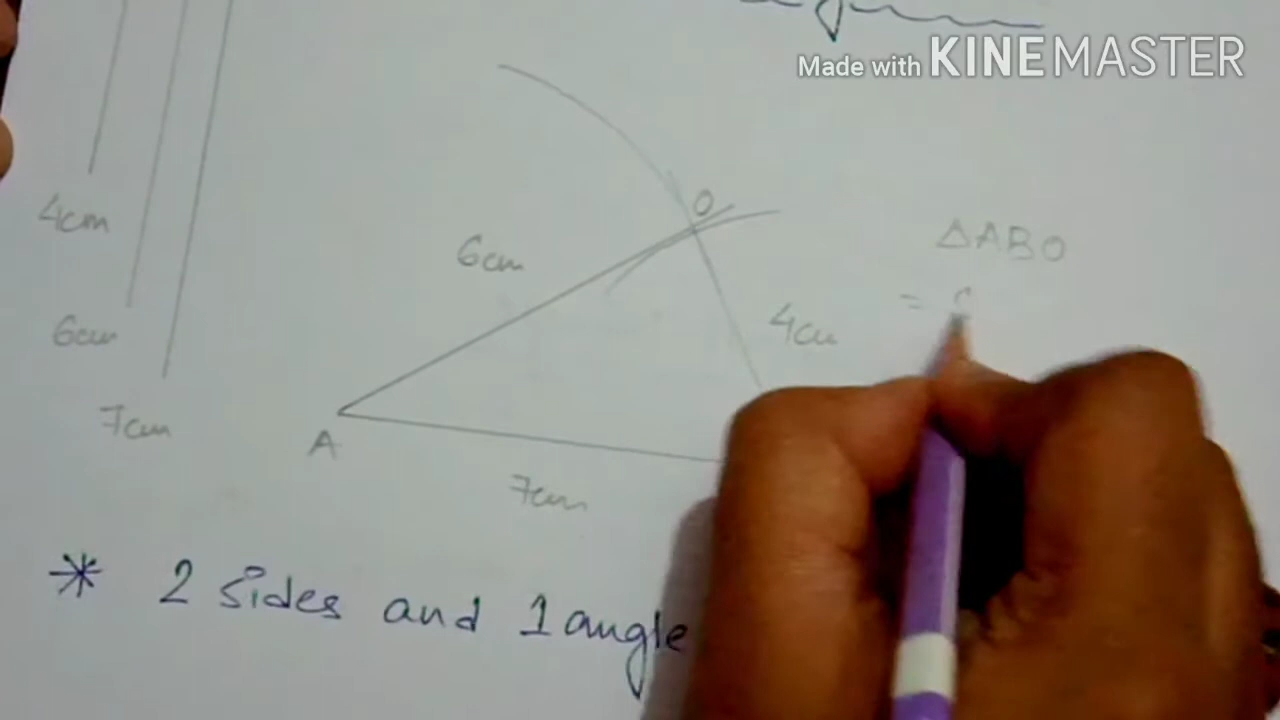 Made with KINEMASTER
4cm
6cm
7cm
O
6cm
4cm
A
7cm
△ABO
=
* 2 sides and 1 angle